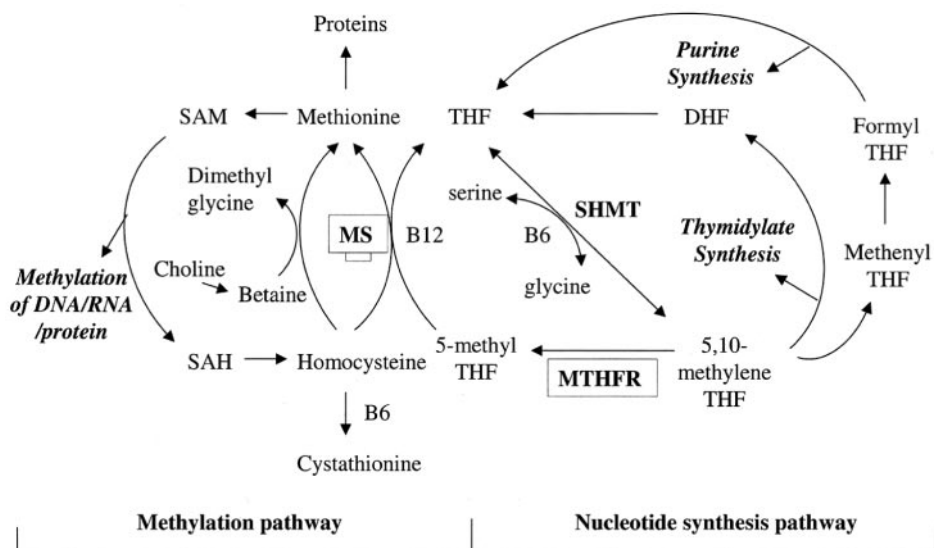 Proteins
SAM
Methionine
THF
DHF
Purine
Synthesis
Formyl
THF
Dimethyl
glycine
MS
B12
serine
SHMT
B6
glycine
Thymidylate
Synthesis
Methenyl
THF
Choline
Betaine
Methylation
of DNA/RNA
/protein
SAH
Homocysteine
5-methyl
THF
MTHFR
5,10-
methylene
THF
B6
Cystathionine
Methylation pathway
Nucleotide synthesis pathway